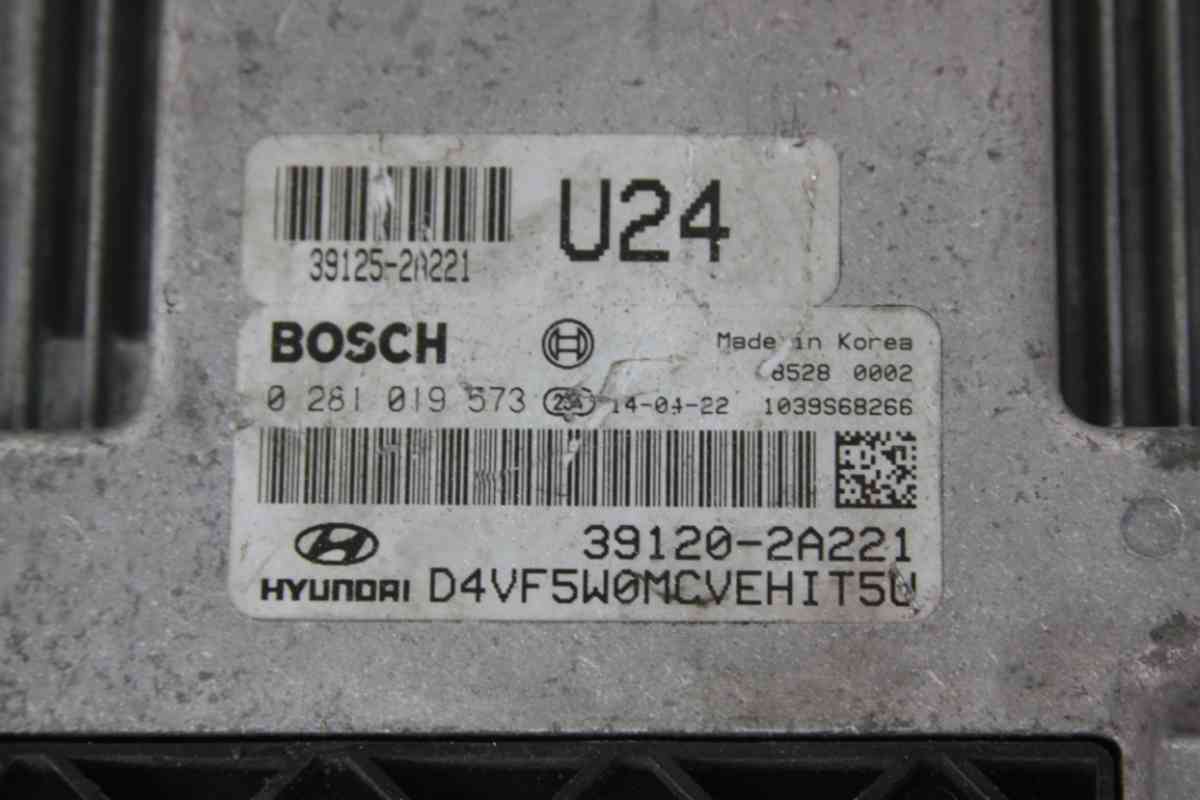 U24
39125-2A221
BOSCH
Made in Korea
8528 0002
0 281 019 573 234 14-04-22 1039S68266
39120-2A221
HYUNDAI D4VF5W0MCVEHIT5U